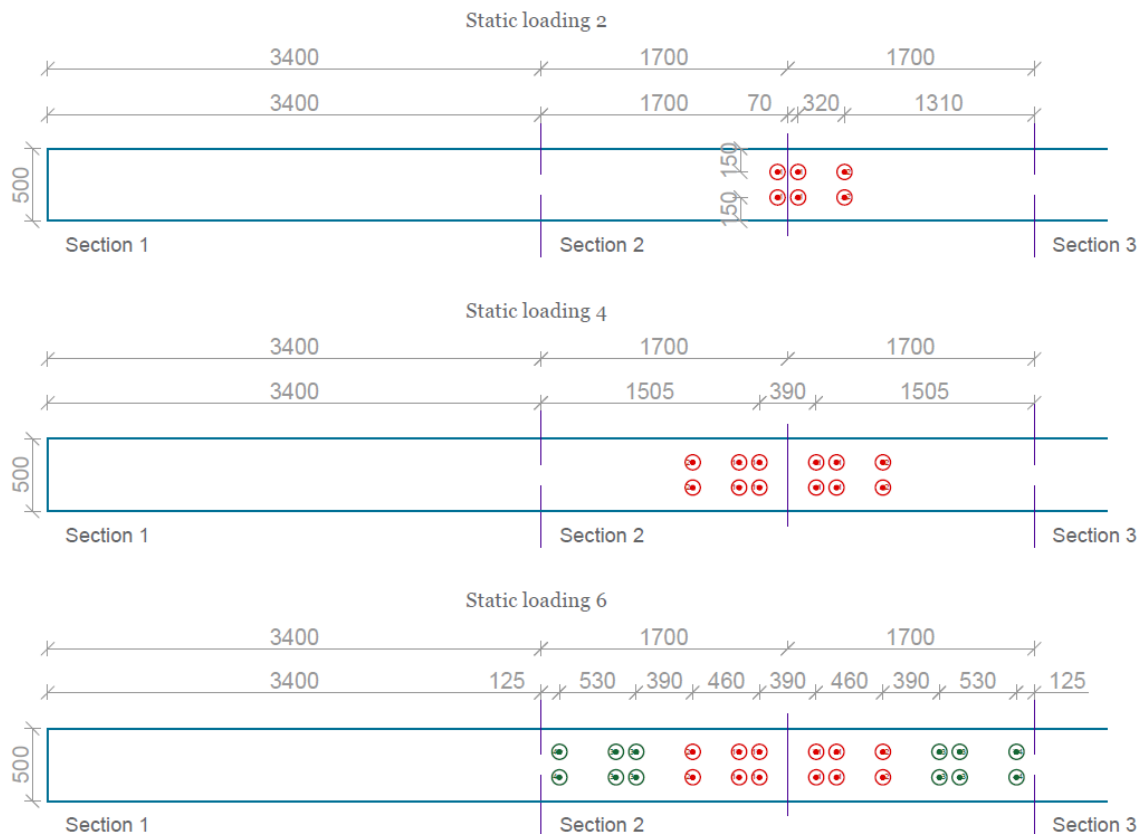 Static loading 2
3400 1700 1700
3400 1700 70 320 1310
500 150
150
Section 1 Section 2 Section 3
Static loading 4
3400 1700 1700
3400 1505 390 1505
500
Section 1 Section 2 Section 3
Static loading 6
3400 1700 1700
3400 125 530 390 460 390 460 390 530 125
500
Section 1 Section 2 Section 3